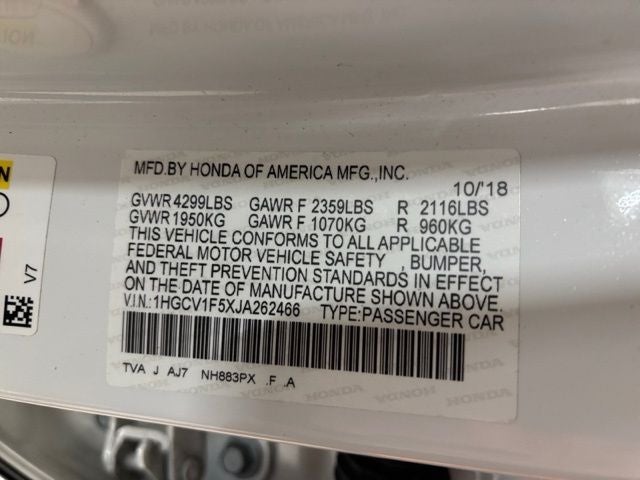 MFD.BY HONDA OF AMERICA MFG.,INC.
10/'18
GVWR 4299LBS GAWR F 2359LBS R 2116LBS
GVWR 1950KG GAWR F 1070KG R 960KG
THIS VEHICLE CONFORMS TO ALL APPLICABLE
FEDERAL MOTOR VEHICLE SAFETY , BUMPER,
AND THEFT PREVENTION STANDARDS IN EFFECT
ON THE DATE OF MANUFACTURE SHOWN ABOVE.
V.I.N.:1HGCV1F5XJA262466 TYPE:PASSENGER CAR
TVA J AJ7 NH883PX .F .A
HONDA
N
V7